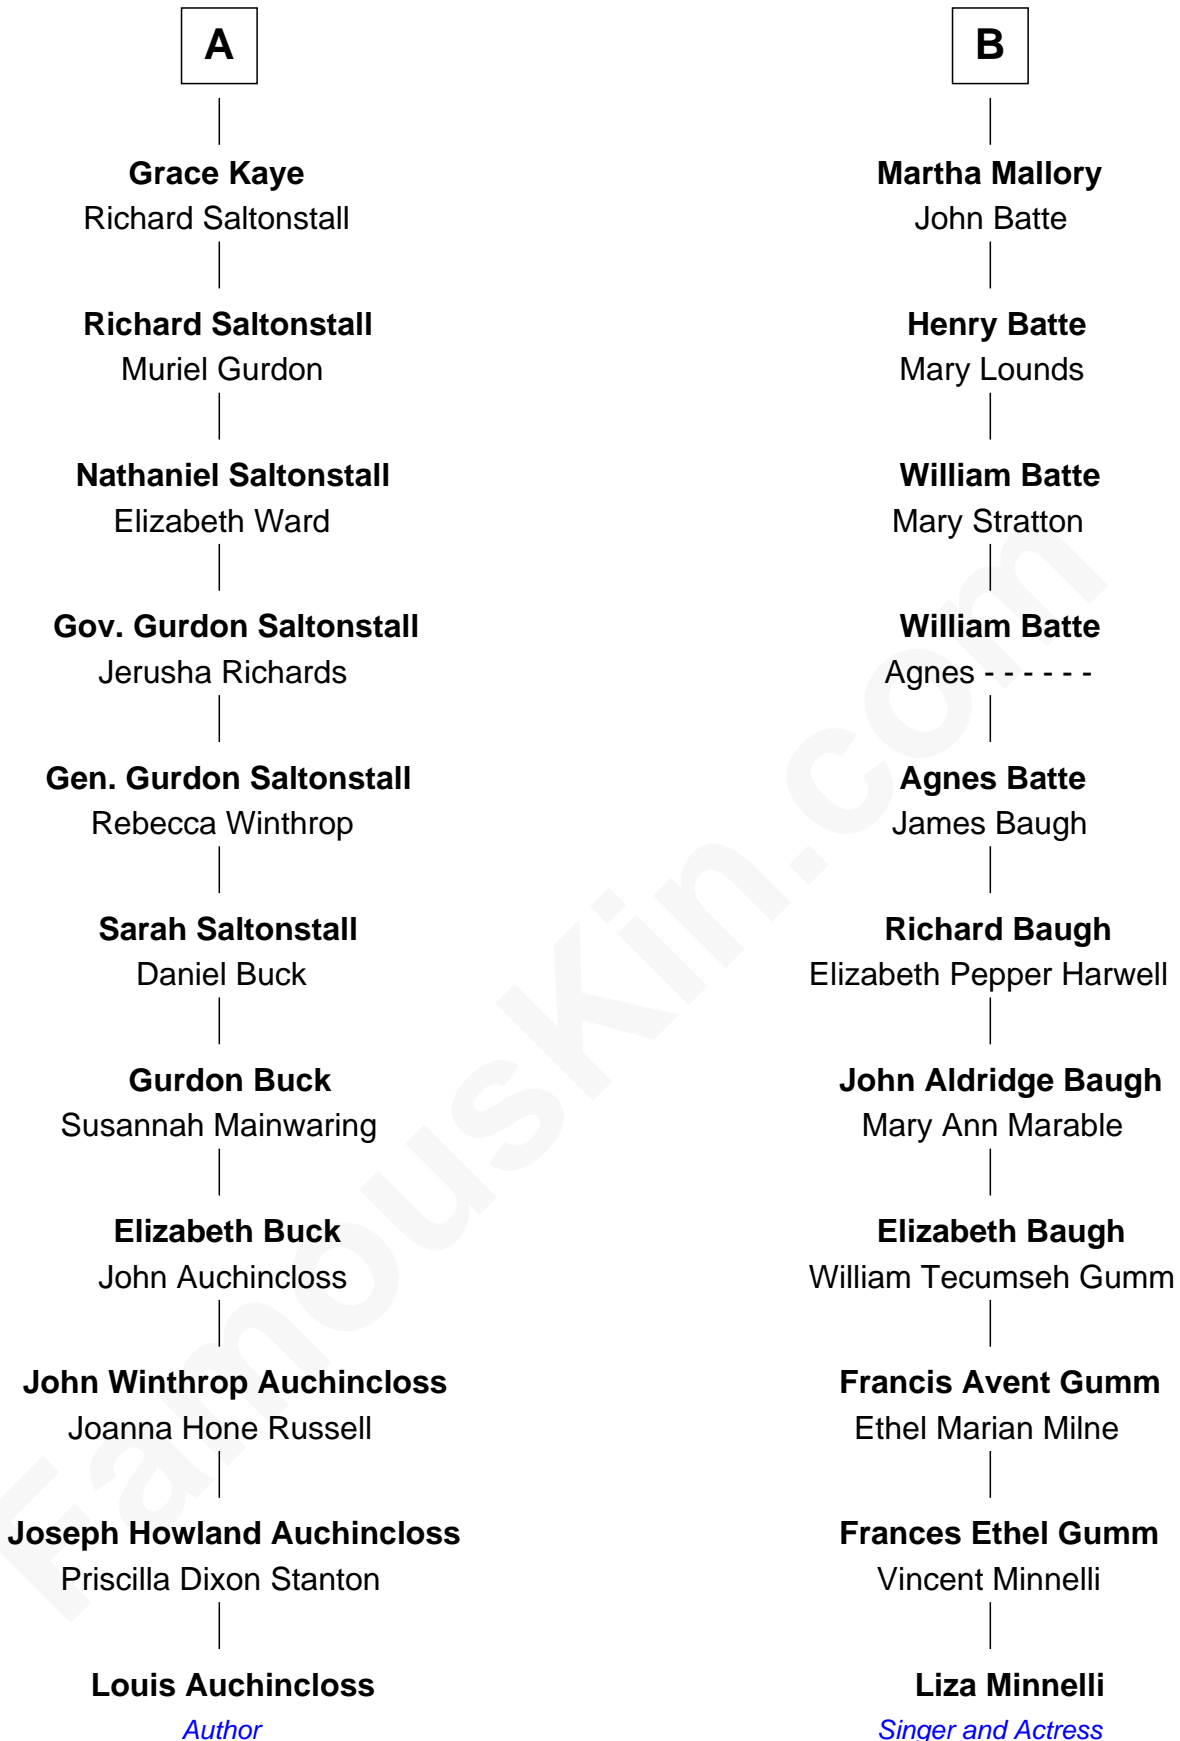 A
Grace Kaye
Richard Saltonstall
Richard Saltonstall
Muriel Gurdon
Nathaniel Saltonstall
Elizabeth Ward
Gov. Gurdon Saltonstall
Jerusha Richards
Gen. Gurdon Saltonstall
Rebecca Winthrop
Sarah Saltonstall
Daniel Buck
Gurdon Buck
Susannah Mainwaring
Elizabeth Buck
John Auchincloss
John Winthrop Auchincloss
Joanna Hone Russell
Joseph Howland Auchincloss
Priscilla Dixon Stanton
Louis Auchincloss
Author
B
Martha Mallory
John Batte
Henry Batte
Mary Lounds
William Batte
Mary Stratton
William Batte
Agnes - - - - - -
Agnes Batte
James Baugh
Richard Baugh
Elizabeth Pepper Harwell
John Aldridge Baugh
Mary Ann Marable
Elizabeth Baugh
William Tecumseh Gumm
Francis Avent Gumm
Ethel Marian Milne
Frances Ethel Gumm
Vincent Minnelli
Liza Minnelli
Singer and Actress
FamousKin.com